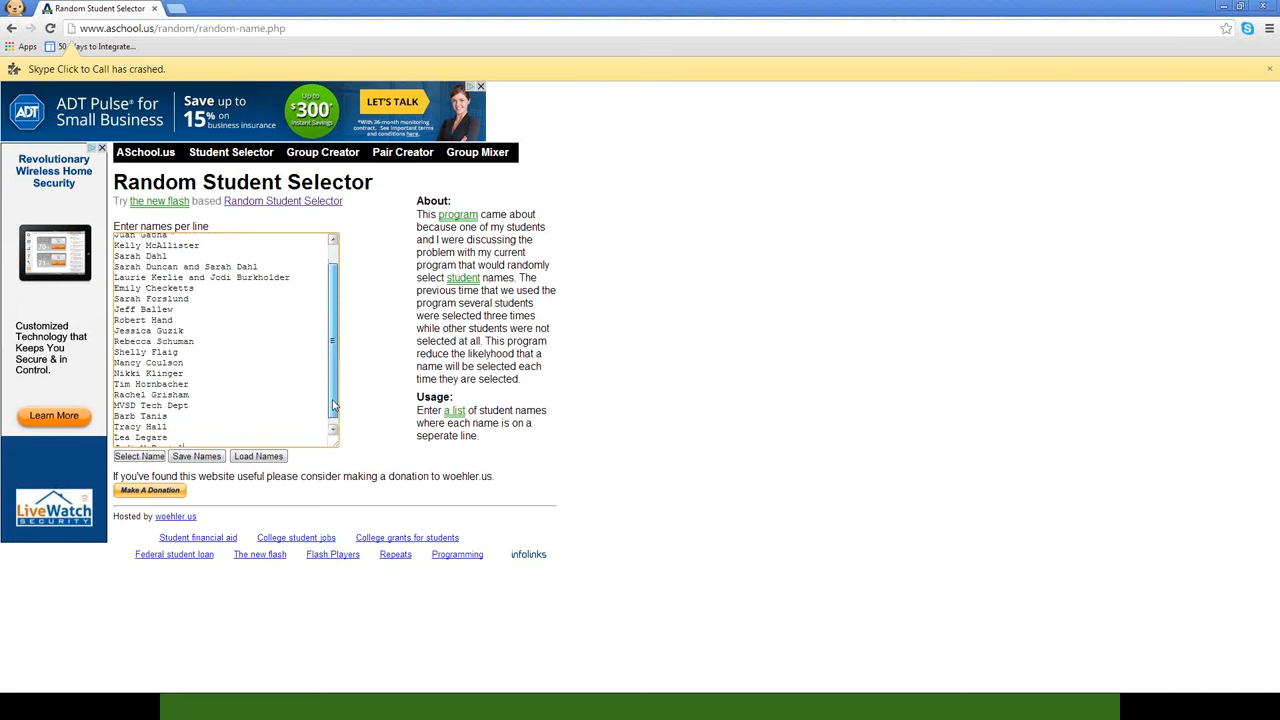 Random Student Selector
www.aschool.us/random/random-name.php
Apps
50 ys to Integrate...
Skype Click to Call has crashed.
ADT
ADT Pulse® for
Small Business
Save up to
15% on
business insurance
Up to
$300*
Instant Savings
LET'S TALK
*With 36-month monitoring
contract. See important terms
and conditions here.
Revolutionary
Wireless Home
Security
Customized
Technology that
Keeps You
Secure & in
Control.
Learn More
LiveWatch
SECURITY
ASchool.us Student Selector Group Creator Pair Creator Group Mixer
Random Student Selector
Try the new flash based Random Student Selector
Enter names per line
Juan Gacha
Kelly McAllister
Sarah Dahl
Sarah Duncan and Sarah Dahl
Laurie Kerlie and Jodi Burkholder
Emily Checketts
Sarah Forslund
Jeff Ballew
Robert Hand
Jessica Guzik
Rebecca Schuman
Shelly Flaig
Nancy Coulson
Nikki Klinger
Tim Hornbacher
Rachel Grisham
MVSD Tech Dept
Barb Tanis
Tracy Hall
Lea Legare
Select Name Save Names Load Names
About:
This program came about
because one of my students
and I were discussing the
problem with my current
program that would randomly
select student names. The
previous time that we used the
program several students
were selected three times
while other students were not
selected at all. This program
reduce the likelyhood that a
name will be selected each
time they are selected.
Usage:
Enter a list of student names
where each name is on a
seperate line.
If you've found this website useful please consider making a donation to woehler.us.
Make A Donation
Hosted by woehler.us
Student financial aid College student jobs College grants for students
Federal student loan The new flash Flash Players Repeats Programming
infolinks